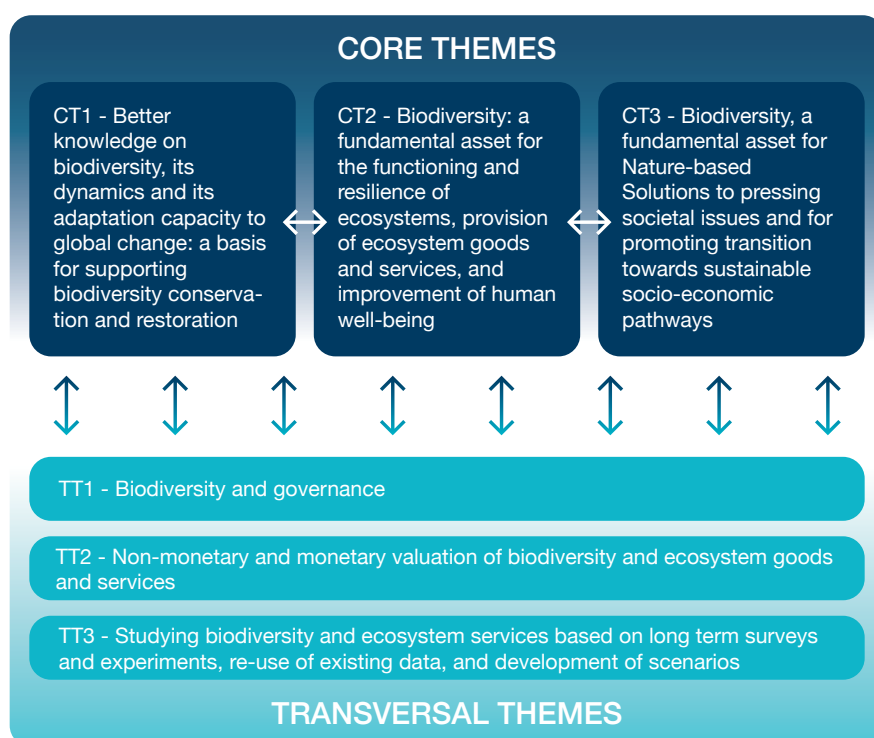 CORE THEMES
CT1 - Better
knowledge on
biodiversity, its
dynamics and its
adaptation capacity to
global change: a basis
for supporting
biodiversity conserva-
tion and restoration
CT2 - Biodiversity: a
fundamental asset for
the functioning and
resilience of
ecosystems, provision
of ecosystem goods
and services, and
improvement of human
well-being
CT3 - Biodiversity, a
fundamental asset for
Nature-based
Solutions to pressing
societal issues and for
promoting transition
towards sustainable
socio-economic
pathways
TT1 - Biodiversity and governance
TT2 - Non-monetary and monetary valuation of biodiversity and ecosystem goods
and services
TT3 - Studying biodiversity and ecosystem services based on long term surveys
and experiments, re-use of existing data, and development of scenarios
TRANSVERSAL THEMES